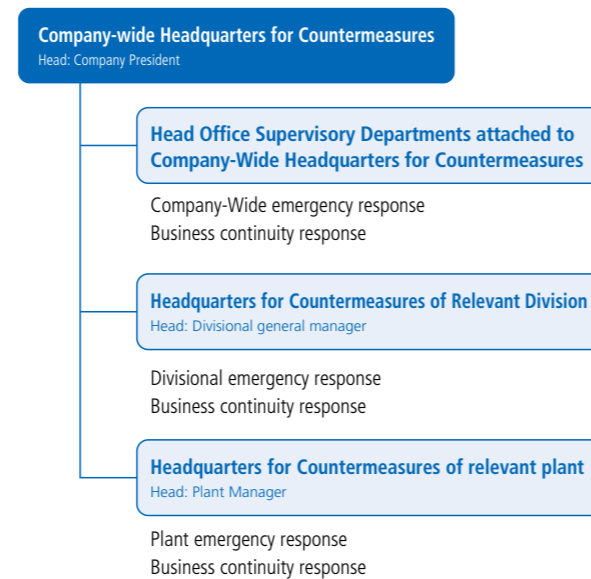 Company-wide Headquarters for Countermeasures
Head: Company President
Head Office Supervisory Departments attached to
Company-Wide Headquarters for Countermeasures
Company-Wide emergency response
Business continuity response
Headquarters for Countermeasures of Relevant Division
Head: Divisional general manager
Divisional emergency response
Business continuity response
Headquarters for Countermeasures of relevant plant
Head: Plant Manager
Plant emergency response
Business continuity response